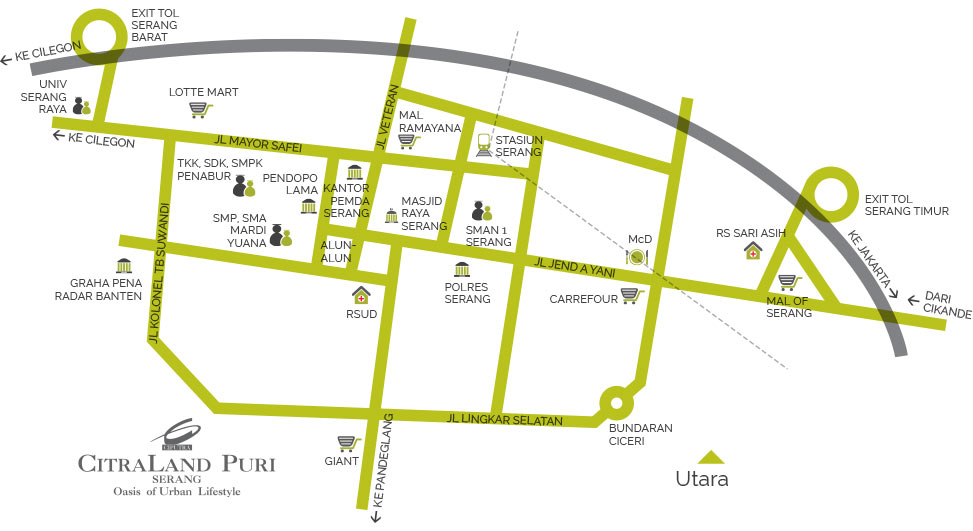 EXIT TOL
SERANG
BARAT
← KE CILEGON
UNIV
SERANG
RAYA
LOTTE MART
← KE CILEGON
JL MAYOR SAFEI
JL VETERAN
MAL
RAMAYANA
STASIUN
SERANG
TKK, SDK, SMPK
PENABUR
PENDOPO
LAMA
KANTOR
PEMDA
SERANG
MASJID
RAYA
SERANG
SMAN 1
SERANG
SMP, SMA
MARDI
YUANA
ALUN-
ALUN
JL KOLONEL TB SUWANDI
GRAHA PENA
RADAR BANTEN
RSUD
POLRES
SERANG
JL JEND A YANI
McD
CARREFOUR
RS SARI ASIH
EXIT TOL
SERANG TIMUR
KE JAKARTA →
MAL OF
SERANG
← DARI
CIKANDE
JL LINGKAR SELATAN
BUNDARAN
CICERI
GIANT
← KE PANDEGLANG
Utara
CIPUTRA
CITRALAND PURI
SERANG
Oasis of Urban Lifestyle